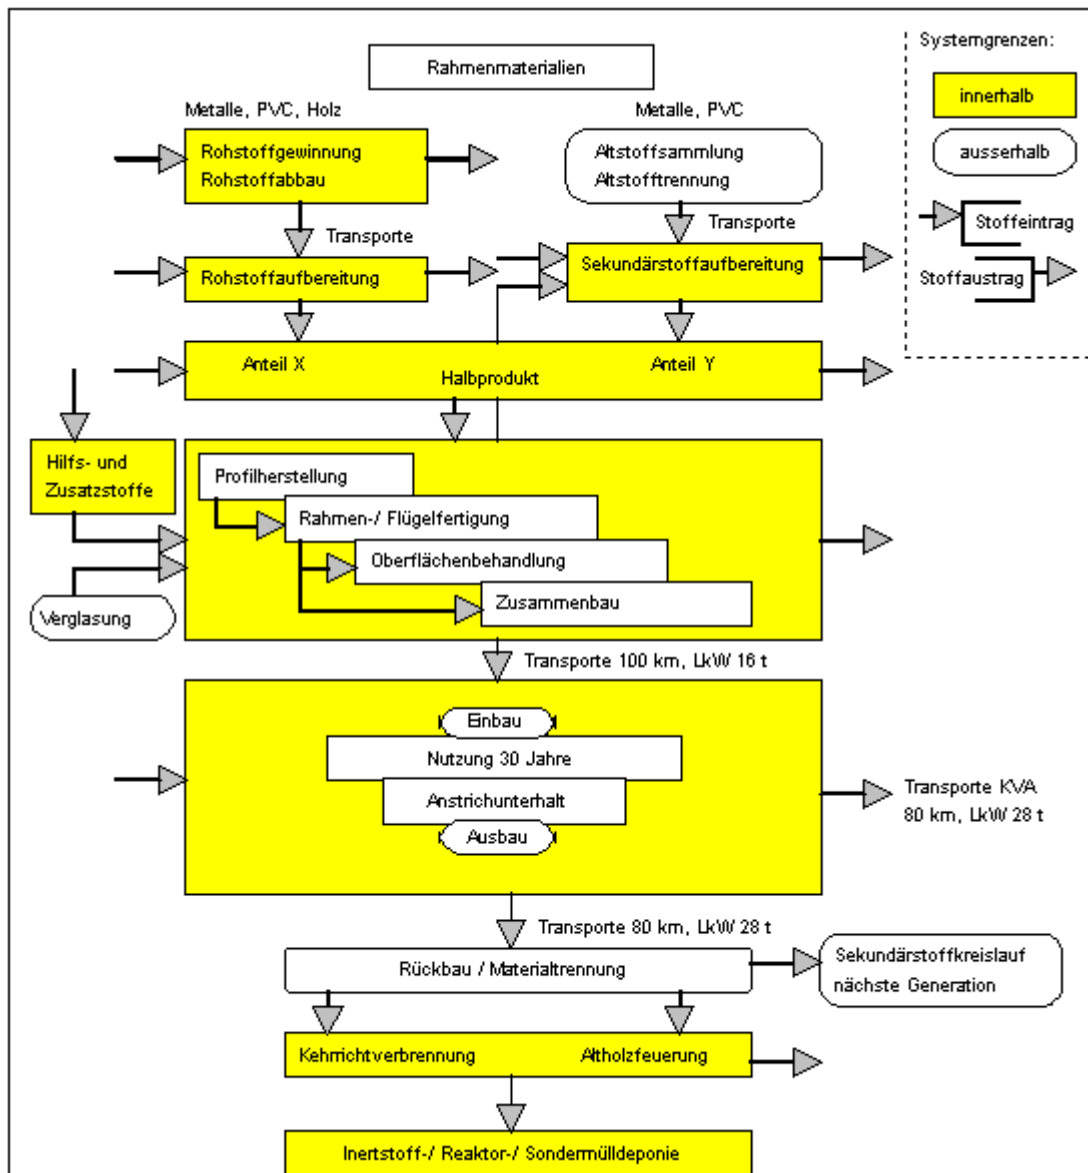 Systemgrenzen:
Rahmenmaterialien
innerhalb
Metalle, PVC, Holz
Metalle, PVC
Rohstoffgewinnung
Rohstoffabbau
Altstoffsammlung
Altstofftrennung
ausserhalb
Transporte
Transporte
Stoffeintrag
Rohstoffaufbereitung
Sekundärstoffaufbereitung
Stoffaustrag
Anteil X
Halbprodukt
Anteil Y
Hilfs- und
Zusatzstoffe
Profilherstellung
Rahmen-/ Flügelfertigung
Oberflächenbehandlung
Zusammenbau
Verglasung
Transporte 100 km, LkW 16 t
Einbau
Nutzung 30 Jahre
Anstrichunterhalt
Ausbau
Transporte KVA
80 km, LkW 28 t
Transporte 80 km, LkW 28 t
Rückbau / Materialtrennung
Sekundärstoffkreislauf
nächste Generation
Kehrrichtverbrennung
Altholzfeuerung
Inertstoff-/ Reaktor-/ Sondermülldeponie